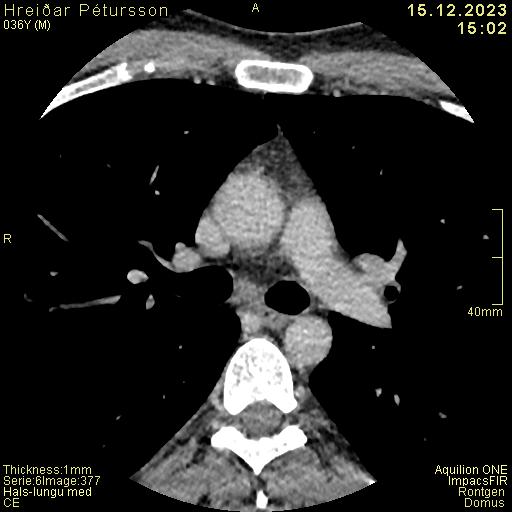 Hreiðar Pétursson
036Y (M)
A
15.12.2023
15:02
R
40mm
Thickness:1mm
Serie:6Image:377
Hals-lungu med
CE
Aquilion ONE
ImpacsFIR
Rontgen
Domus